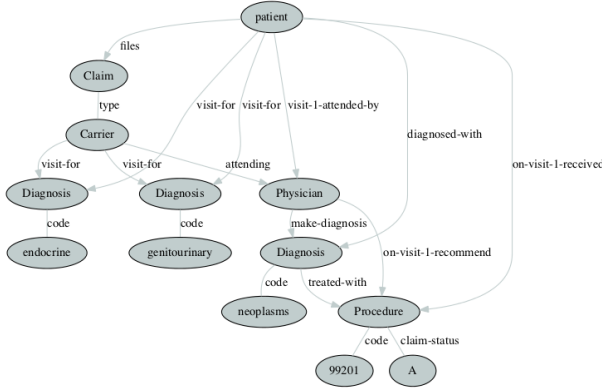 patient
files
Claim
type
visit-for visit-for visit-1-attended-by
Carrier
diagnosed-with
visit-for visit-for attending on-visit-1-received
Diagnosis Diagnosis Physician
code code make-diagnosis
endocrine genitourinary Diagnosis on-visit-1-recommend
code treated-with
neoplasms Procedure
code claim-status
99201 A